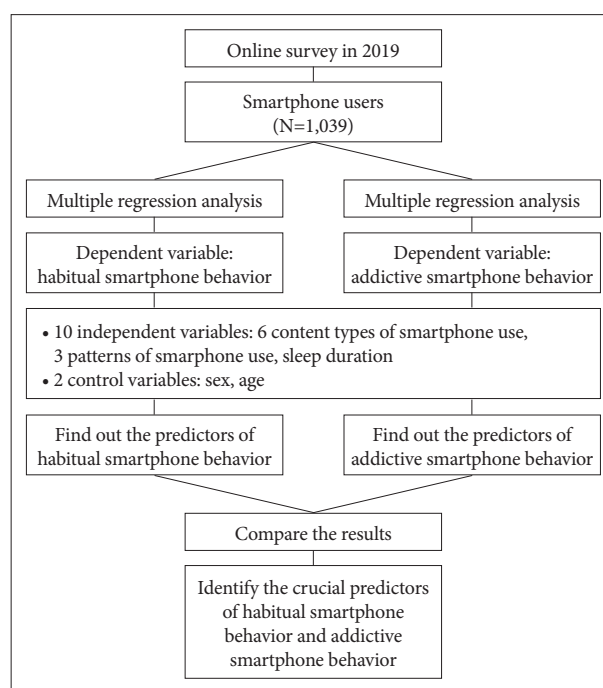 Online survey in 2019
Smartphone users
(N=1,039)
Multiple regression analysis
Multiple regression analysis
Dependent variable:
habitual smartphone behavior
Dependent variable:
addictive smartphone behavior
• 10 independent variables: 6 content types of smartphone use,
3 patterns of smarphone use, sleep duration
• 2 control variables: sex, age
Find out the predictors of
habitual smartphone behavior
Find out the predictors of
addictive smartphone behavior
Compare the results
Identify the crucial predictors
of habitual smartphone
behavior and addictive
smartphone behavior